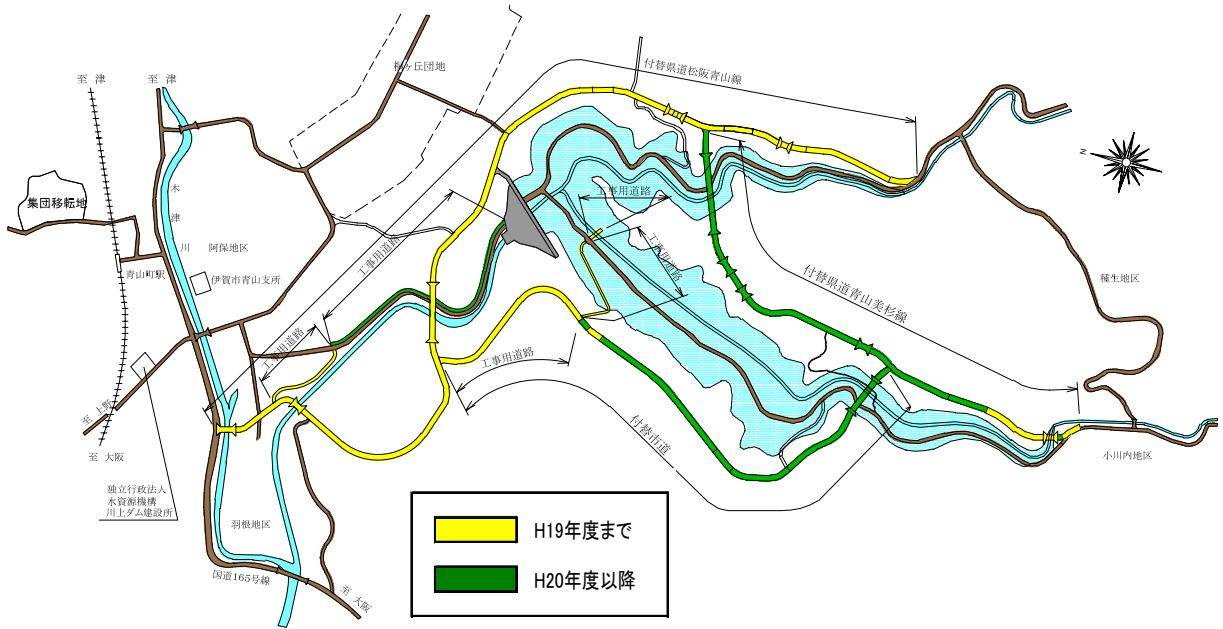 付替県道松阪青山線
桐ヶ丘団地
至 津
至 津
N
木津川
集団移転地
阿保地区
青山町駅
伊賀市青山支所
工事用道路
工事用道路
工事用道路
工事用道路
工事用道路
付替県道青山美杉線
種生地区
付替市道
至 上野
至 大阪
小川内地区
独立行政法人
水資源機構
川上ダム建設所
羽根地区
国道165号線
至 大阪
H19年度まで
H20年度以降